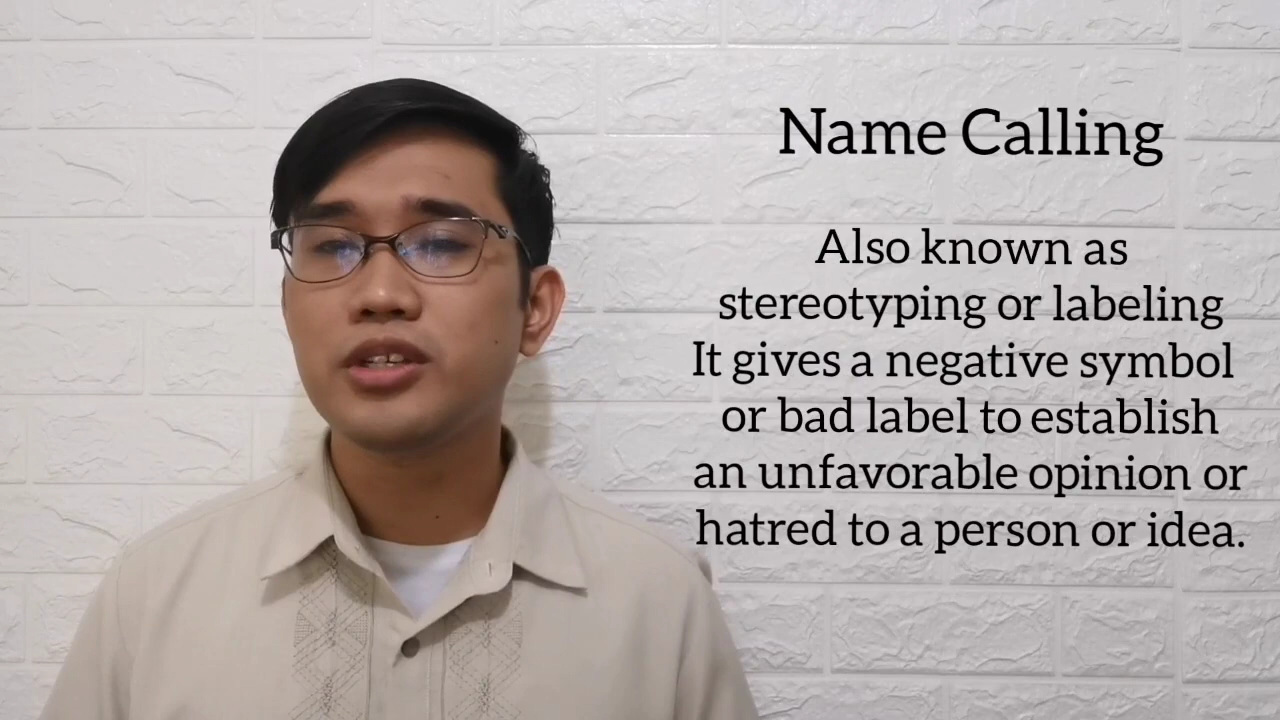 Name Calling
Also known as
stereotyping or labeling
It gives a negative symbol
or bad label to establish
an unfavorable opinion or
hatred to a person or idea.